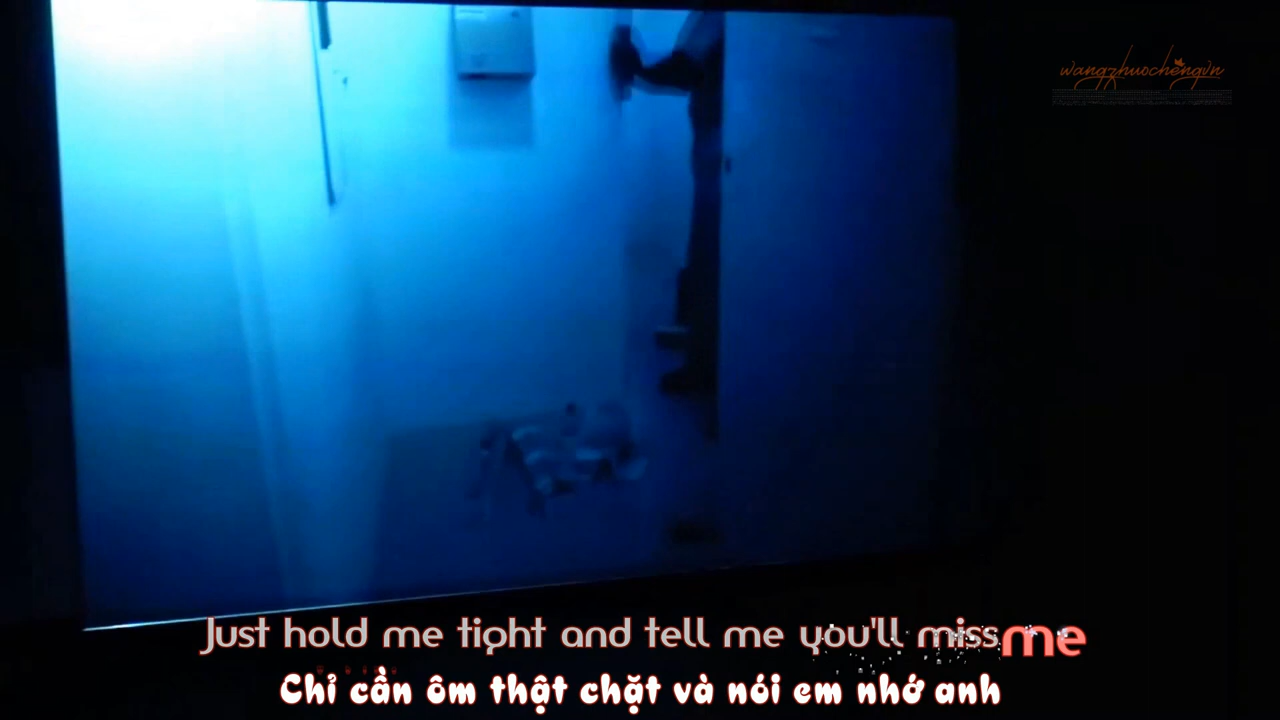 wangzhuochengvn
Just hold me tight and tell me you'll miss me
Chỉ cần ôm thật chặt và nói em nhớ anh